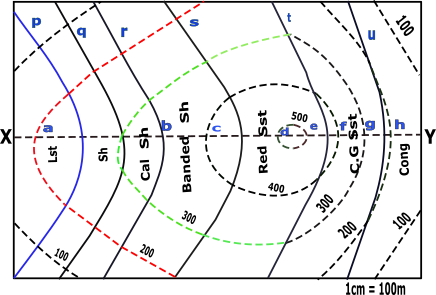 p q r s t u 100
500
X a b c d e f g h Y
Lst Sh Cal Sh Banded Sh Red Sst C.G Sst Cong
400
300 300
100 200 200 100
1cm = 100m